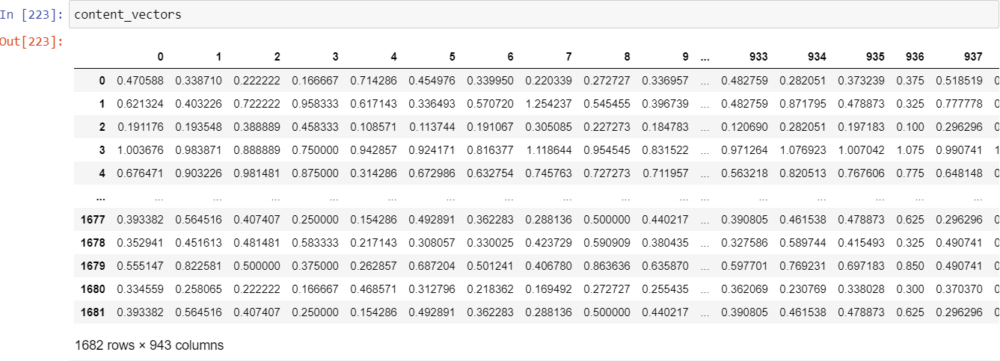 In [223]: content_vectors
Out[223]:
0 1 2 3 4 5 6 7 8 9 ... 933 934 935 936 937
0 0.470588 0.338710 0.222222 0.166667 0.714286 0.454976 0.339950 0.220339 0.272727 0.336957 ... 0.482759 0.282051 0.373239 0.375 0.518519 0
1 0.621324 0.403226 0.722222 0.958333 0.617143 0.336493 0.570720 1.254237 0.545455 0.396739 ... 0.482759 0.871795 0.478873 0.325 0.777778 0
2 0.191176 0.193548 0.388889 0.458333 0.108571 0.113744 0.191067 0.305085 0.227273 0.184783 ... 0.120690 0.282051 0.197183 0.100 0.296296 0
3 1.003676 0.983871 0.888889 0.750000 0.942857 0.924171 0.816377 1.118644 0.954545 0.831522 ... 0.971264 1.076923 1.007042 1.075 0.990741 1
4 0.676471 0.903226 0.981481 0.875000 0.314286 0.672986 0.632754 0.745763 0.727273 0.711957 ... 0.563218 0.820513 0.767606 0.775 0.648148 0
... ... ... ... ... ... ... ... ... ... ... ... ... ... ... ... ...
1677 0.393382 0.564516 0.407407 0.250000 0.154286 0.492891 0.362283 0.288136 0.500000 0.440217 ... 0.390805 0.461538 0.478873 0.625 0.296296 0
1678 0.352941 0.451613 0.481481 0.583333 0.217143 0.308057 0.330025 0.423729 0.590909 0.380435 ... 0.327586 0.589744 0.415493 0.325 0.490741 0
1679 0.555147 0.822581 0.500000 0.375000 0.262857 0.687204 0.501241 0.406780 0.863636 0.635870 ... 0.597701 0.769231 0.697183 0.850 0.490741 0
1680 0.334559 0.258065 0.222222 0.166667 0.468571 0.312796 0.218362 0.169492 0.272727 0.255435 ... 0.362069 0.230769 0.338028 0.300 0.370370 0
1681 0.393382 0.564516 0.407407 0.250000 0.154286 0.492891 0.362283 0.288136 0.500000 0.440217 ... 0.390805 0.461538 0.478873 0.625 0.296296 0
1682 rows × 943 columns